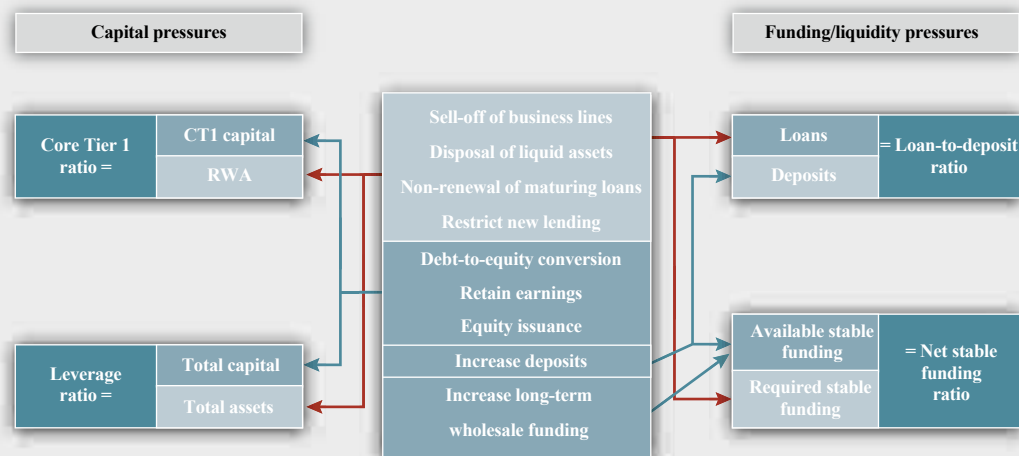 Capital pressures
Funding/liquidity pressures
Core Tier 1
ratio =
CT1 capital
RWA
Sell-off of business lines
Disposal of liquid assets
Non-renewal of maturing loans
Restrict new lending
Debt-to-equity conversion
Retain earnings
Equity issuance
Increase deposits
Increase long-term
wholesale funding
Loans
Deposits
= Loan-to-deposit
ratio
Leverage
ratio =
Total capital
Total assets
Available stable
funding
Required stable
funding
= Net stable
funding
ratio